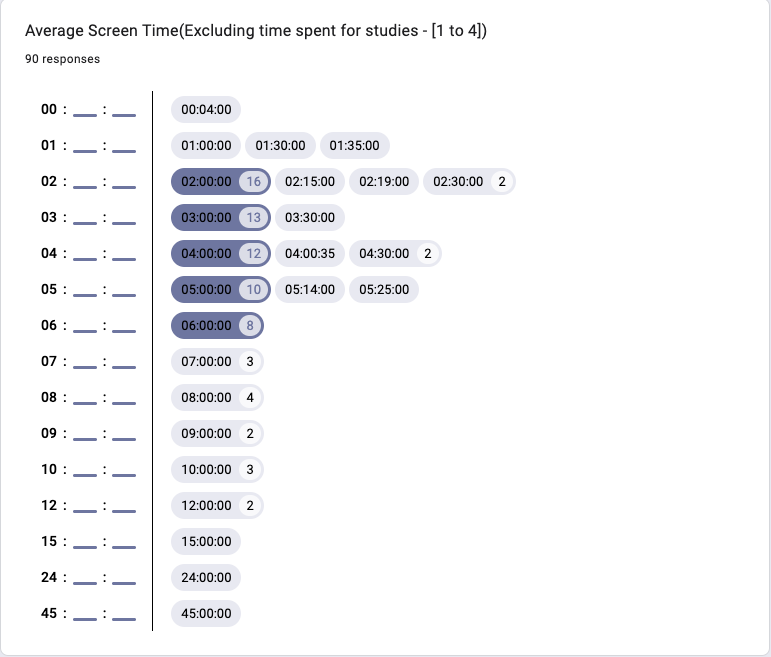 Average Screen Time(Excluding time spent for studies - [1 to 4])
90 responses
00 : __ : __ 00:04:00
01 : __ : __ 01:00:00 01:30:00 01:35:00
02 : __ : __ 02:00:00 16 02:15:00 02:19:00 02:30:00 2
03 : __ : __ 03:00:00 13 03:30:00
04 : __ : __ 04:00:00 12 04:00:35 04:30:00 2
05 : __ : __ 05:00:00 10 05:14:00 05:25:00
06 : __ : __ 06:00:00 8
07 : __ : __ 07:00:00 3
08 : __ : __ 08:00:00 4
09 : __ : __ 09:00:00 2
10 : __ : __ 10:00:00 3
12 : __ : __ 12:00:00 2
15 : __ : __ 15:00:00
24 : __ : __ 24:00:00
45 : __ : __ 45:00:00